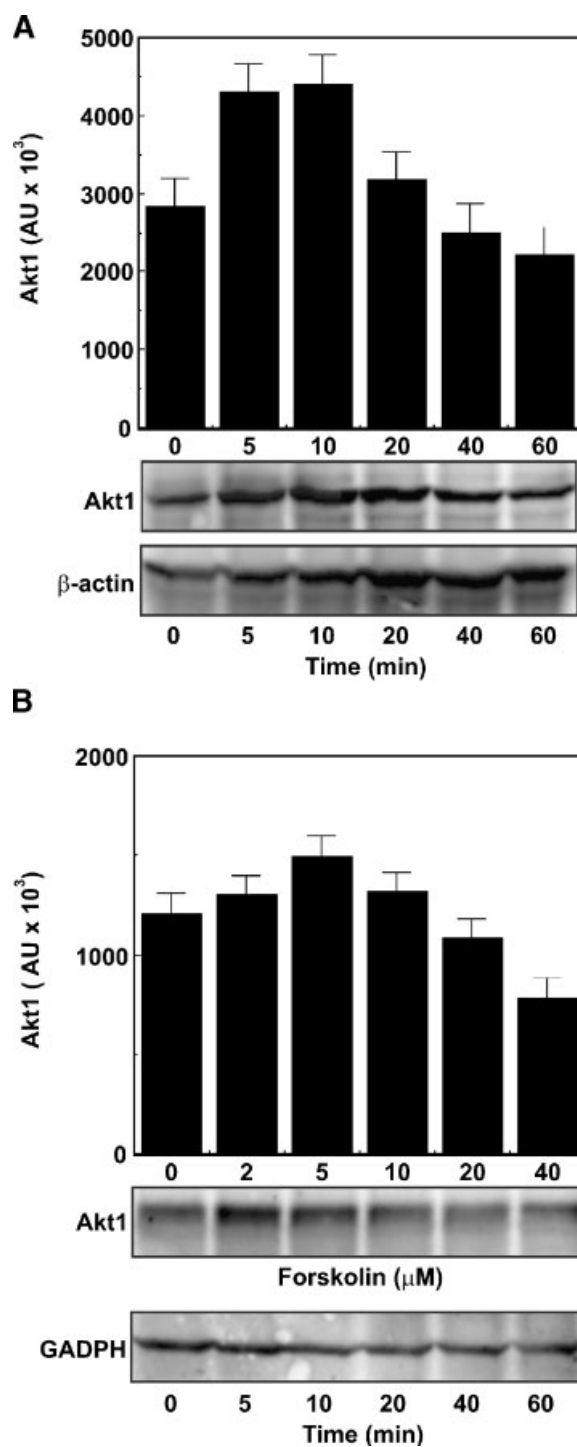 A
5000
4000
3000
2000
1000
0
Akt1 (AU x 10³)
0 5 10 20 40 60
Akt1
β-actin
0 5 10 20 40 60
Time (min)
B
2000
1000
0
Akt1 ( AU x 10³)
0 2 5 10 20 40
Akt1
Forskolin (μM)
GADPH
0 5 10 20 40 60
Time (min)